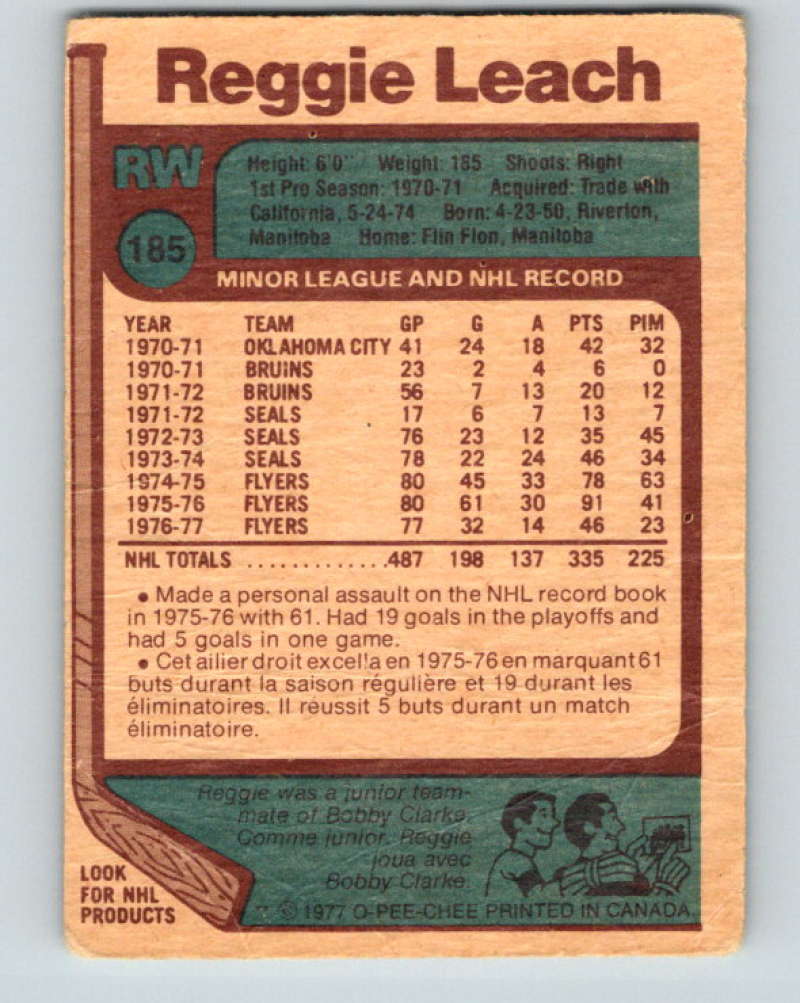 Reggie Leach
RW
185
Height: 6'0" Weight: 185 Shoots: Right
1st Pro Season: 1970-71 Acquired: Trade with
California, 5-24-74 Born: 4-23-50, Riverton,
Manitoba Home: Flin Flon, Manitoba
MINOR LEAGUE AND NHL RECORD
YEAR TEAM GP G A PTS PIM
1970-71 OKLAHOMA CITY 41 24 18 42 32
1970-71 BRUINS 23 2 4 6 0
1971-72 BRUINS 56 7 13 20 12
1971-72 SEALS 17 6 7 13 7
1972-73 SEALS 76 23 12 35 45
1973-74 SEALS 78 22 24 46 34
1974-75 FLYERS 80 45 33 78 63
1975-76 FLYERS 80 61 30 91 41
1976-77 FLYERS 77 32 14 46 23
NHL TOTALS .............487 198 137 335 225
• Made a personal assault on the NHL record book
in 1975-76 with 61. Had 19 goals in the playoffs and
had 5 goals in one game.
• Cet ailier droit excella en 1975-76 en marquant 61
buts durant la saison régulière et 19 durant les
éliminatoires. Il réussit 5 buts durant un match
éliminatoire.
Reggie was a junior team-
mate of Bobby Clarke.
Comme junior, Reggie
joua avec
Bobby Clarke.
LOOK
FOR NHL
PRODUCTS
© 1977 O-PEE-CHEE PRINTED IN CANADA